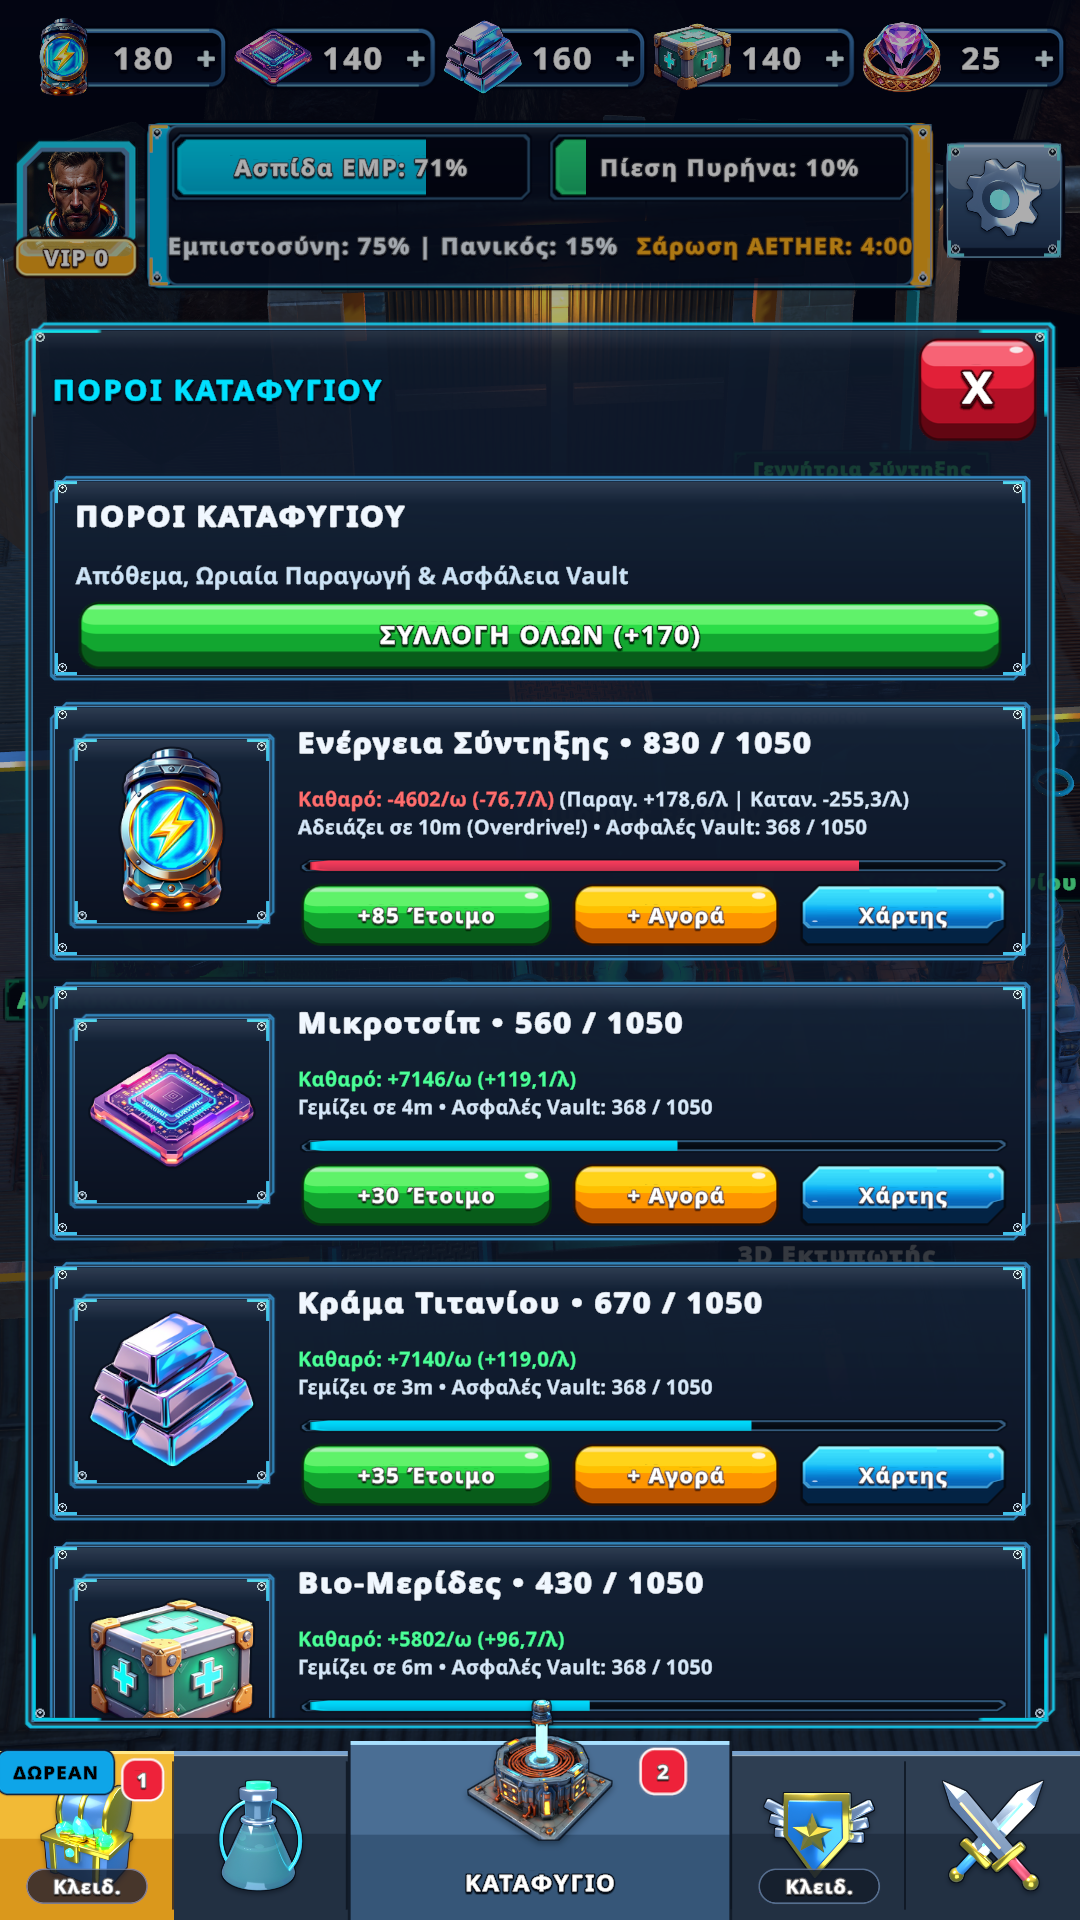 180 + 140 + 160 + 140 + 25 +
Ασπίδα EMP: 71% Πίεση Πυρήνα: 10%
Εμπιστοσύνη: 75% | Πανικός: 15% Σάρωση AETHER: 4:00
VIP 0
ΠΟΡΟΙ ΚΑΤΑΦΥΓΙΟΥ X
Γεννήτρια Σύντηξης
ΠΟΡΟΙ ΚΑΤΑΦΥΓΙΟΥ
Απόθεμα, Ωριαία Παραγωγή & Ασφάλεια Vault
ΣΥΛΛΟΓΗ ΟΛΩΝ (+170)
Ενέργεια Σύντηξης • 830 / 1050
Καθαρό: -4602/ω (-76,7/λ) (Παραγ. +178,6/λ | Καταν. -255,3/λ)
Αδειάζει σε 10m (Overdrive!) • Ασφαλές Vault: 368 / 1050
+85 Έτοιμο + Αγορά Χάρτης
Μικροτσίπ • 560 / 1050
Καθαρό: +7146/ω (+119,1/λ)
Γεμίζει σε 4m • Ασφαλές Vault: 368 / 1050
+30 Έτοιμο + Αγορά Χάρτης
3D Εκτυπωτής
Κράμα Τιτανίου • 670 / 1050
Καθαρό: +7140/ω (+119,0/λ)
Γεμίζει σε 3m • Ασφαλές Vault: 368 / 1050
+35 Έτοιμο + Αγορά Χάρτης
Βιο-Μερίδες • 430 / 1050
Καθαρό: +5802/ω (+96,7/λ)
Γεμίζει σε 6m • Ασφαλές Vault: 368 / 1050
ΔΩΡΕΑΝ 1 2
Κλειδ. ΚΑΤΑΦΥΓΙΟ Κλειδ.